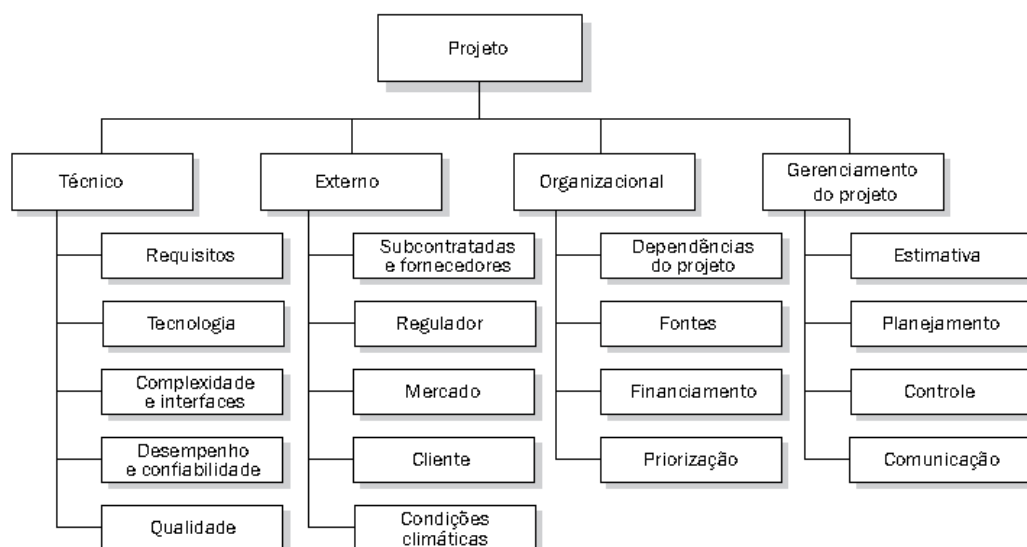 Projeto
Técnico
Externo
Organizacional
Gerenciamento
do projeto
Requisitos
Tecnologia
Complexidade
e interfaces
Desempenho
e confiabilidade
Qualidade
Subcontratadas
e fornecedores
Regulador
Mercado
Cliente
Condições
climáticas
Dependências
do projeto
Fontes
Financiamento
Priorização
Estimativa
Planejamento
Controle
Comunicação